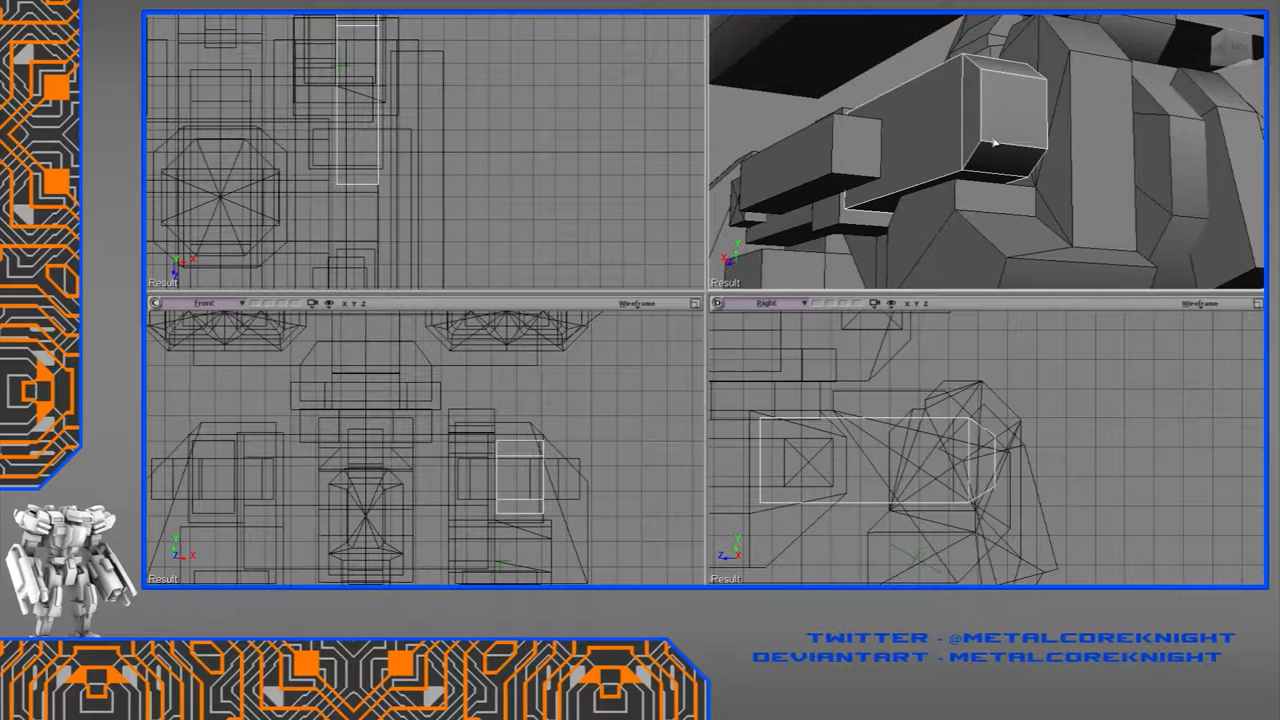 Y X
Z
Result
Y
X Z
Result
C Front X Y Z Wireframe
Y
Z X
Result
D Right X Y Z Wireframe
Y
Z X
Result
TWITTER - @METALCOREKNIGHT
DEVIANTART - METALCOREKNIGHT